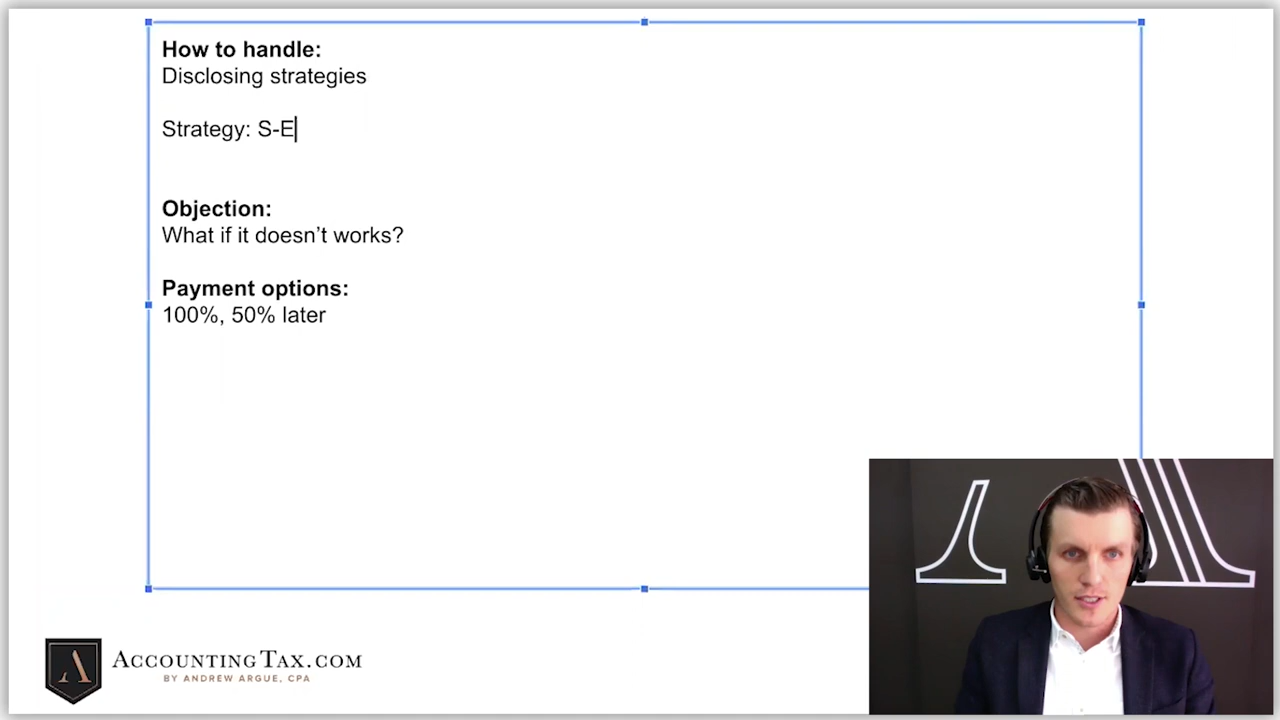 How to handle:
Disclosing strategies
Strategy: S-E
Objection:
What if it doesn’t works?
Payment options:
100%, 50% later
A
ACCOUNTINGTAX.COM
BY ANDREW ARGUE, CPA